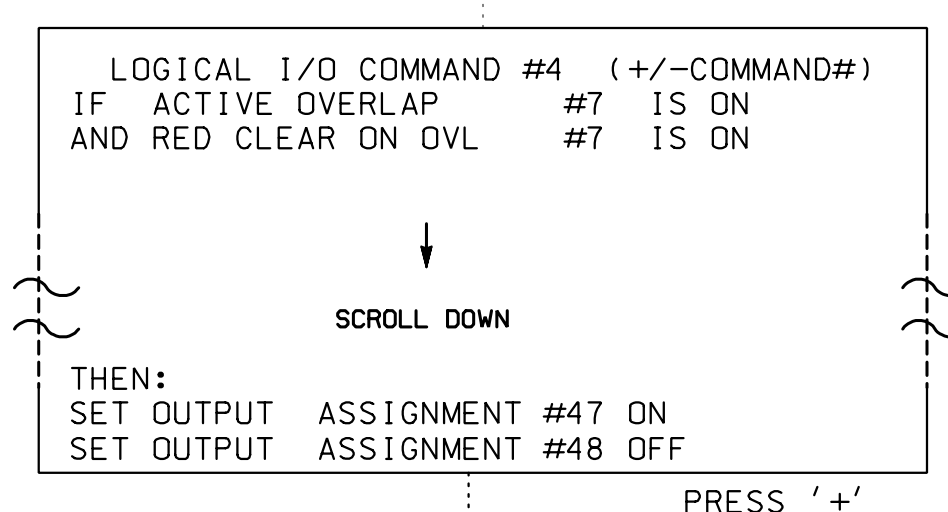 LOGICAL I/O COMMAND #4 (+/-COMMAND#)
IF ACTIVE OVERLAP #7 IS ON
AND RED CLEAR ON OVL #7 IS ON
SCROLL DOWN
THEN:
SET OUTPUT ASSIGNMENT #47 ON
SET OUTPUT ASSIGNMENT #48 OFF
PRESS '+'